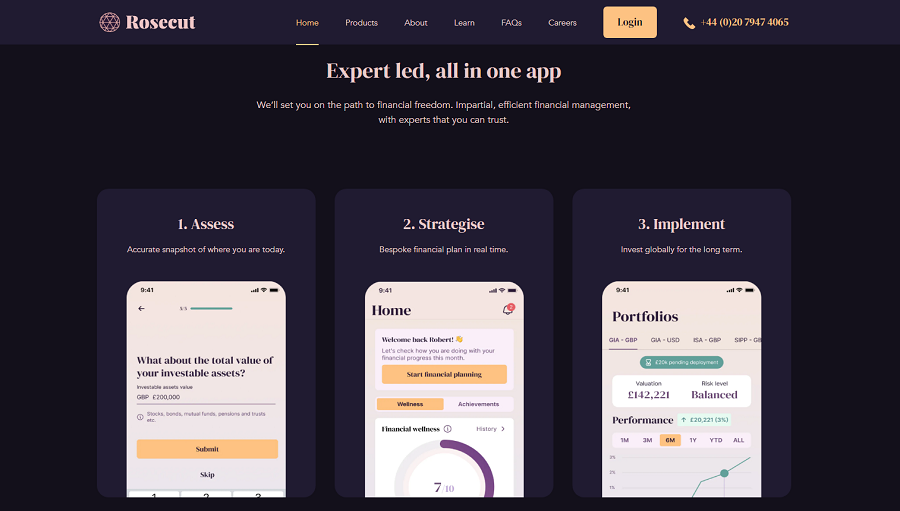 Rosecut
Home Products About Learn FAQs Careers Login +44 (0)20 7947 4065
Expert led, all in one app
We'll set you on the path to financial freedom. Impartial, efficient financial management,
with experts that you can trust.
1. Assess
Accurate snapshot of where you are today.
9:41
What about the total value of
your investable assets?
Investable assets value
GBP £200,000
Stocks, bonds, mutual funds, pensions and trusts
etc.
Submit
Skip
1 2 3
2. Strategise
Bespoke financial plan in real time.
9:41
Home
Welcome back Robert! 👋
Let's check how you are doing with your
financial progress this month.
Start financial planning
Wellness Achievements
Financial wellness History
7/10
3. Implement
Invest globally for the long term.
9:41
Portfolios
GIA - GBP GIA - USD ISA - GBP SIPP - GB
£20k pending deployment
Valuation Risk level
£142,221 Balanced
Performance £20,221 (3%)
1M 3M 6M 1Y YTD ALL
3%
2%
1%